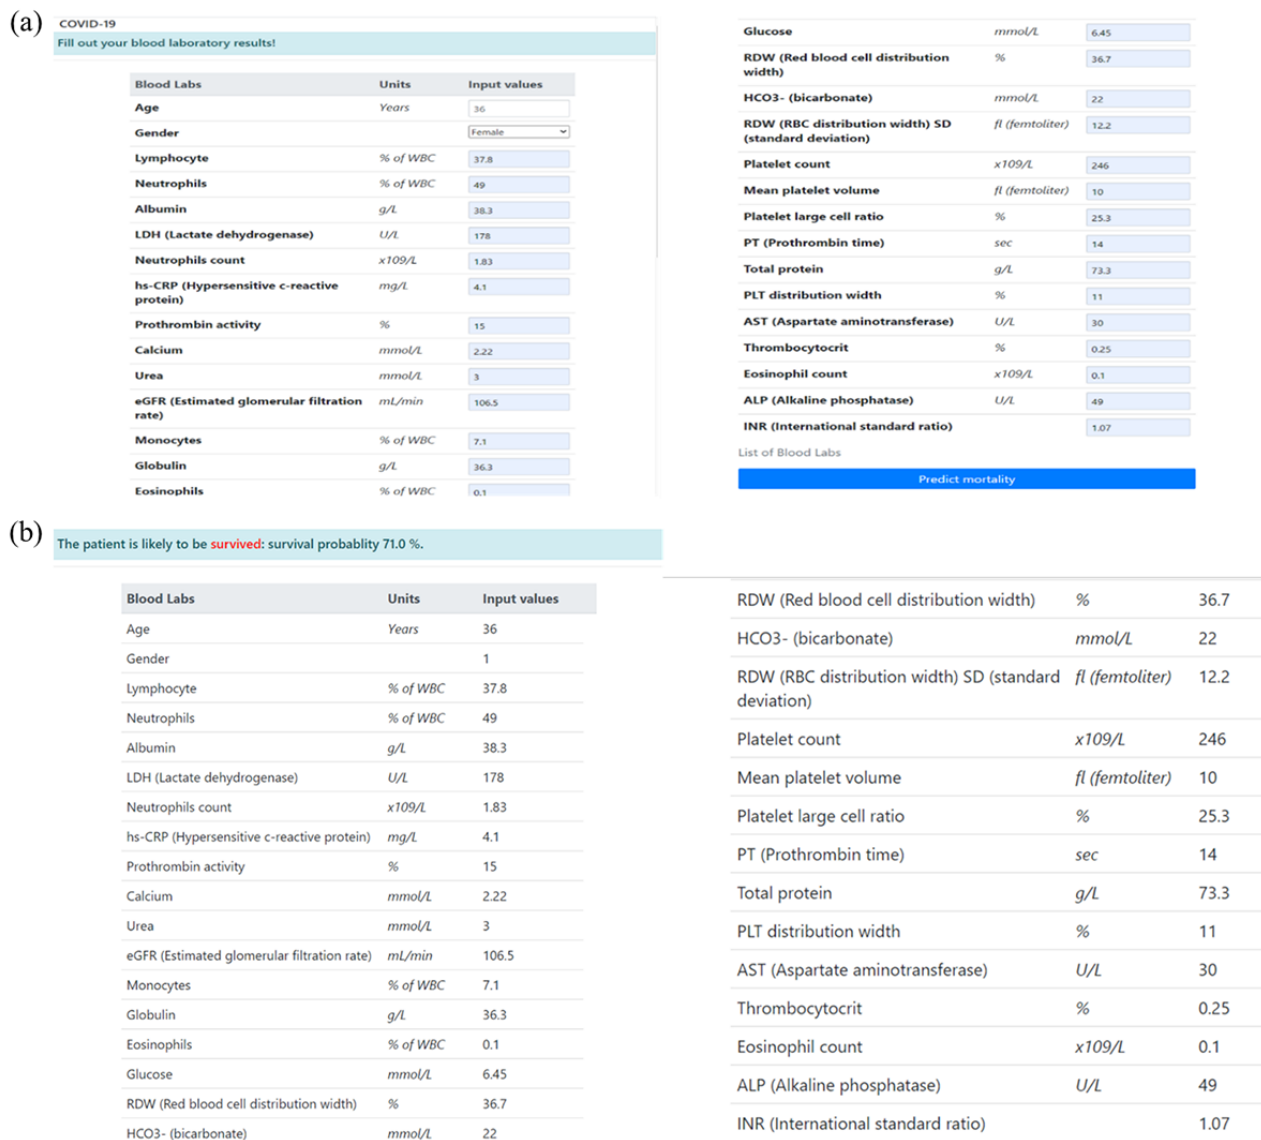 (a)
COVID-19
Fill out your blood laboratory results!
Blood Labs Units Input values
Age Years 36
Gender Female
Lymphocyte % of WBC 37.8
Neutrophils % of WBC 49
Albumin g/L 38.3
LDH (Lactate dehydrogenase) U/L 178
Neutrophils count x109/L 1.83
hs-CRP (Hypersensitive c-reactive mg/L 4.1
protein)
Prothrombin activity % 15
Calcium mmol/L 2.22
Urea mmol/L 3
eGFR (Estimated glomerular filtration mL/min 106.5
rate)
Monocytes % of WBC 7.1
Globulin g/L 36.3
Eosinophils % of WBC 0.1
Glucose mmol/L 6.45
RDW (Red blood cell distribution % 36.7
width)
HCO3- (bicarbonate) mmol/L 22
RDW (RBC distribution width) SD fl (femtoliter) 12.2
(standard deviation)
Platelet count x109/L 246
Mean platelet volume fl (femtoliter) 10
Platelet large cell ratio % 25.3
PT (Prothrombin time) sec 14
Total protein g/L 73.3
PLT distribution width % 11
AST (Aspartate aminotransferase) U/L 30
Thrombocytocrit % 0.25
Eosinophil count x109/L 0.1
ALP (Alkaline phosphatase) U/L 49
INR (International standard ratio) 1.07
List of Blood Labs
Predict mortality
(b)
The patient is likely to be survived: survival probablity 71.0 %.
Blood Labs Units Input values
Age Years 36
Gender 1
Lymphocyte % of WBC 37.8
Neutrophils % of WBC 49
Albumin g/L 38.3
LDH (Lactate dehydrogenase) U/L 178
Neutrophils count x109/L 1.83
hs-CRP (Hypersensitive c-reactive protein) mg/L 4.1
Prothrombin activity % 15
Calcium mmol/L 2.22
Urea mmol/L 3
eGFR (Estimated glomerular filtration rate) mL/min 106.5
Monocytes % of WBC 7.1
Globulin g/L 36.3
Eosinophils % of WBC 0.1
Glucose mmol/L 6.45
RDW (Red blood cell distribution width) % 36.7
HCO3- (bicarbonate) mmol/L 22
RDW (Red blood cell distribution width) % 36.7
HCO3- (bicarbonate) mmol/L 22
RDW (RBC distribution width) SD (standard fl (femtoliter) 12.2
deviation)
Platelet count x109/L 246
Mean platelet volume fl (femtoliter) 10
Platelet large cell ratio % 25.3
PT (Prothrombin time) sec 14
Total protein g/L 73.3
PLT distribution width % 11
AST (Aspartate aminotransferase) U/L 30
Thrombocytocrit % 0.25
Eosinophil count x109/L 0.1
ALP (Alkaline phosphatase) U/L 49
INR (International standard ratio) 1.07